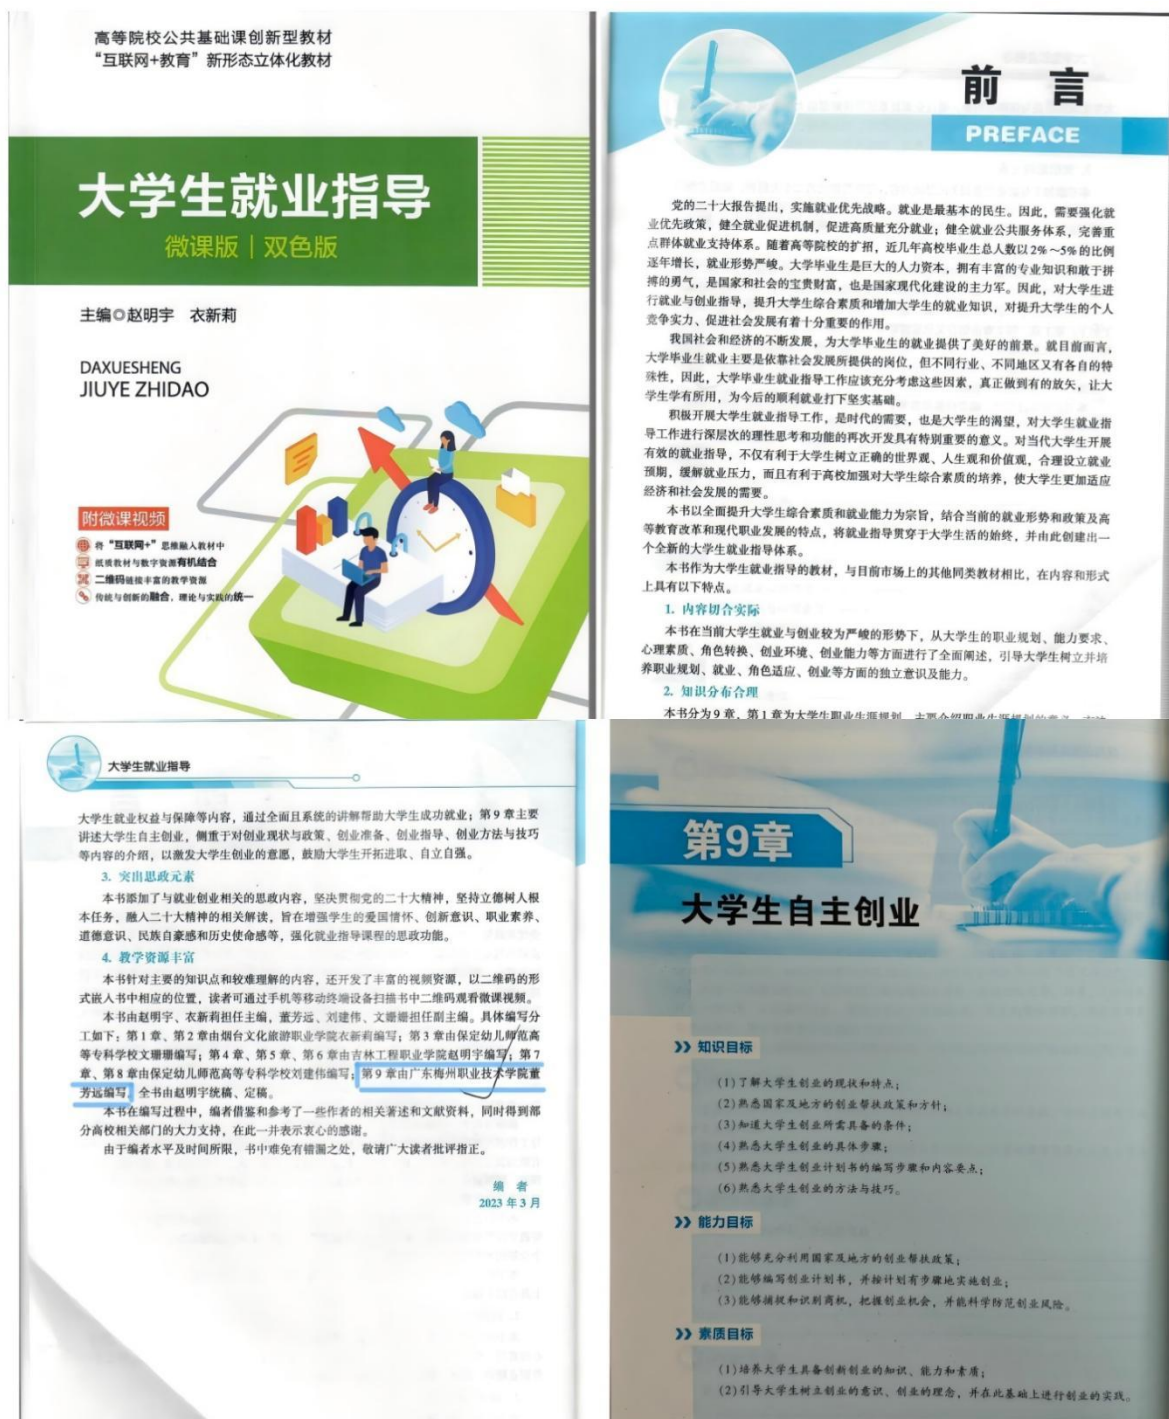 高等院校公共基础课创新型教材
“互联网+教育”新形态立体化教材
大学生就业指导
微课版｜双色版
主编◎赵明宇 衣新莉
DAXUESHENG
JIUYE ZHIDAO
附微课视频
将“互联网+”思维融入教材中
纸质教材与数字资源有机结合
二维码链接丰富的教学资源
传统与创新的融合、理论与实践的统一
前 言
PREFACE
党的二十大报告提出，实施就业优先战略。就业是最基本的民生。因此，需要强化就
业优先政策，健全就业促进机制，促进高质量充分就业；健全就业公共服务体系，完善重
点群体就业支持体系。随着高等院校的扩招，近几年高校毕业生总人数以2%～5%的比例
逐年增长，就业形势严峻。大学毕业生是巨大的人力资本，拥有丰富的专业知识和敢于拼
搏的勇气，是国家和社会的宝贵财富，也是国家现代化建设的主力军。因此，对大学生进
行就业与创业指导，提升大学生综合素质和增加大学生的就业知识，对提升大学生的个人
竞争实力、促进社会发展有着十分重要的作用。
我国社会和经济的不断发展，为大学毕业生的就业提供了美好的前景。就目前而言，
大学毕业生就业主要是依靠社会发展所提供的岗位，但不同行业、不同地区又有各自的特
殊性，因此，大学毕业生就业指导工作应该充分考虑这些因素，真正做到有的放矢，让大
学生学有所用，为今后的顺利就业打下坚实基础。
积极开展大学生就业指导工作，是时代的需要，也是大学生的渴望，对大学生就业指
导工作进行深层次的理性思考和功能的再次开发具有特别重要的意义。对当代大学生开展
有效的就业指导，不仅有利于大学生树立正确的世界观、人生观和价值观，合理设立就业
预期，缓解就业压力，而且有利于高校加强对大学生综合素质的培养，使大学生更加适应
经济和社会发展的需要。
本书以全面提升大学生综合素质和就业能力为宗旨，结合当前的就业形势和政策及高
等教育改革和现代职业发展的特点，将就业指导贯穿于大学生活的始终，并由此创建出一
个全新的大学生就业指导体系。
本书作为大学生就业指导的教材，与目前市场上的其他同类教材相比，在内容和形式
上具有以下特点。
1. 内容切合实际
本书在当前大学生就业与创业较为严峻的形势下，从大学生的职业规划、能力要求、
心理素质、角色转换、创业环境、创业能力等方面进行了全面阐述，引导大学生树立并培
养职业规划、就业、角色适应、创业等方面的独立意识及能力。
2. 知识分布合理
本书分为9章，第1章为大学生职业生涯规划，主要介绍职业生涯规划的
大学生就业指导
大学生就业权益与保障等内容，通过全面且系统的讲解帮助大学生成功就业；第9章主要
讲述大学生自主创业，侧重于对创业现状与政策、创业准备、创业指导、创业方法与技巧
等内容的介绍，以激发大学生创业的意愿，鼓励大学生开拓进取、自立自强。
3. 突出思政元素
本书添加了与就业创业相关的思政内容，坚决贯彻党的二十大精神，坚持立德树人根
本任务，融入二十大精神的相关解读，旨在增强学生的爱国情怀、创新意识、职业素养、
道德意识、民族自豪感和历史使命感等，强化就业指导课程的思政功能。
4. 教学资源丰富
本书针对主要的知识点和较难理解的内容，还开发了丰富的视频资源，以二维码的形
式嵌入书中相应的位置，读者可通过手机等移动终端设备扫描书中二维码观看微课视频。
本书由赵明宇、衣新莉担任主编，董芳远、刘建伟、文姗姗担任副主编。具体编写分
工如下：第1章、第2章由烟台文化旅游职业学院衣新莉编写；第3章由保定幼儿师范高
等专科学校文珊珊编写；第4章、第5章、第6章由吉林工程职业学院赵明宇编写；第7
章、第8章由保定幼儿师范高等专科学校刘建伟编写；第9章由广东梅州职业技术学院董
芳远编写。全书由赵明宇统稿、定稿。
本书在编写过程中，编者借鉴和参考了一些作者的相关著述和文献资料，同时得到部
分高校相关部门的大力支持，在此一并表示衷心的感谢。
由于编者水平及时间所限，书中难免有错漏之处，敬请广大读者批评指正。
编 者
2023年3月
第9章
大学生自主创业
知识目标
(1)了解大学生创业的现状和特点；
(2)熟悉国家及地方的创业帮扶政策和方针；
(3)知道大学生创业所需具备的条件；
(4)熟悉大学生创业的具体步骤；
(5)熟悉大学生创业计划书的编写步骤和内容要点；
(6)熟悉大学生创业的方法与技巧。
能力目标
(1)能够充分利用国家及地方的创业帮扶政策；
(2)能够编写创业计划书，并按计划有步骤地实施创业；
(3)能够捕捉和识别商机，把握创业机会，并能科学防范创业风险。
素质目标
(1)培养大学生具备创新创业的知识、能力和素质；
(2)引导大学生树立创业的意识、创业的理念，并在此基础上进行创业的实践。